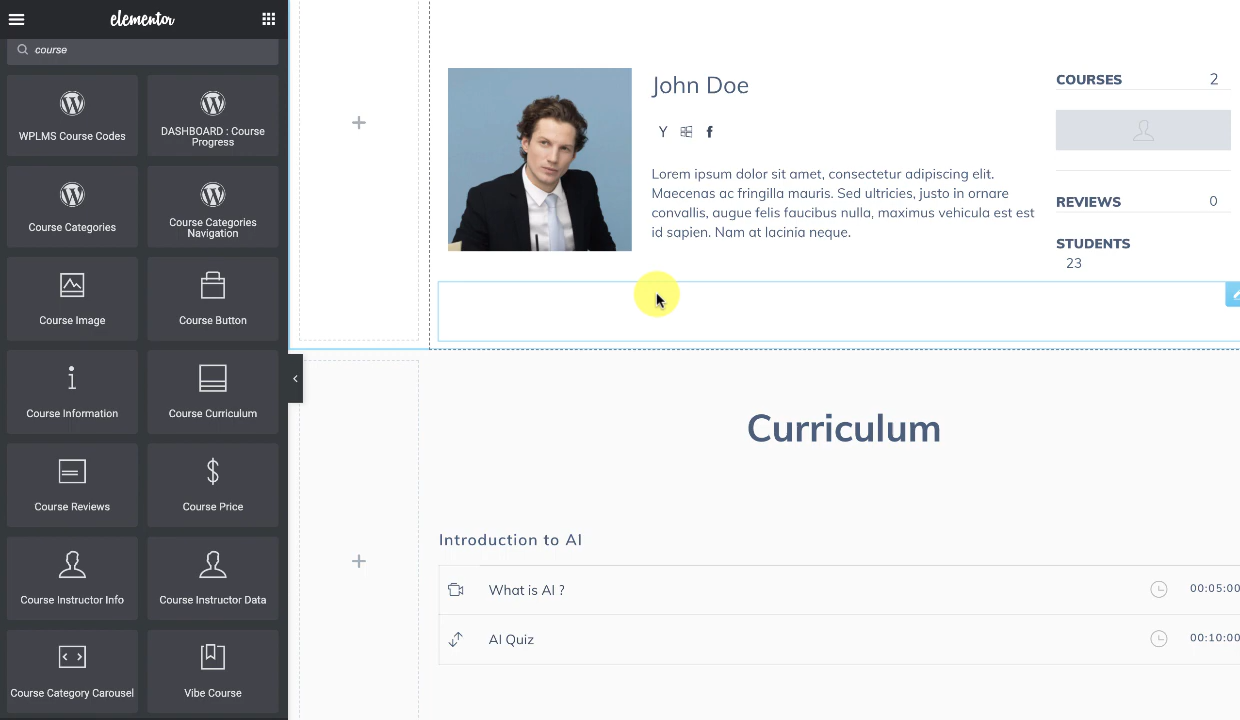 elementor
course
WPLMS Course Codes
DASHBOARD : Course
Progress
Course Categories
Course Categories
Navigation
Course Image
Course Button
Course Information
Course Curriculum
Course Reviews
Course Price
Course Instructor Info
Course Instructor Data
Course Category Carousel
Vibe Course
John Doe
Lorem ipsum dolor sit amet, consectetur adipiscing elit.
Maecenas ac fringilla mauris. Sed ultricies, justo in ornare
convallis, augue felis faucibus nulla, maximus vehicula est est
id sapien. Nam at lacinia neque.
COURSES 2
REVIEWS 0
STUDENTS
23
Curriculum
Introduction to AI
What is AI ? 00:05:00
AI Quiz 00:10:00